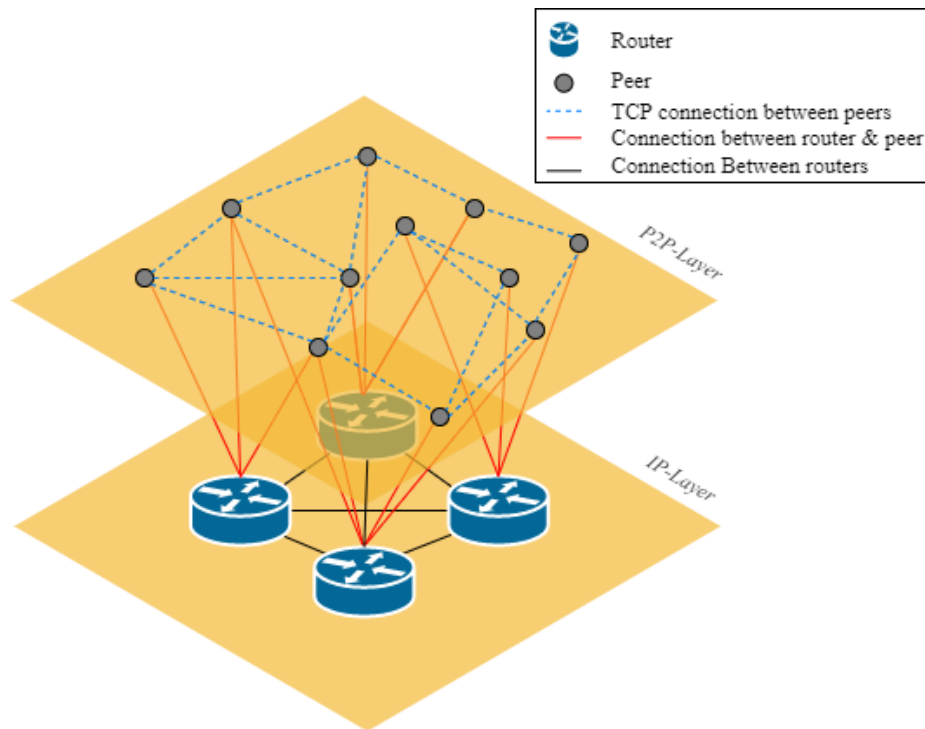 Router
Peer
TCP connection between peers
Connection between router & peer
Connection Between routers
P2P-Layer
IP-Layer